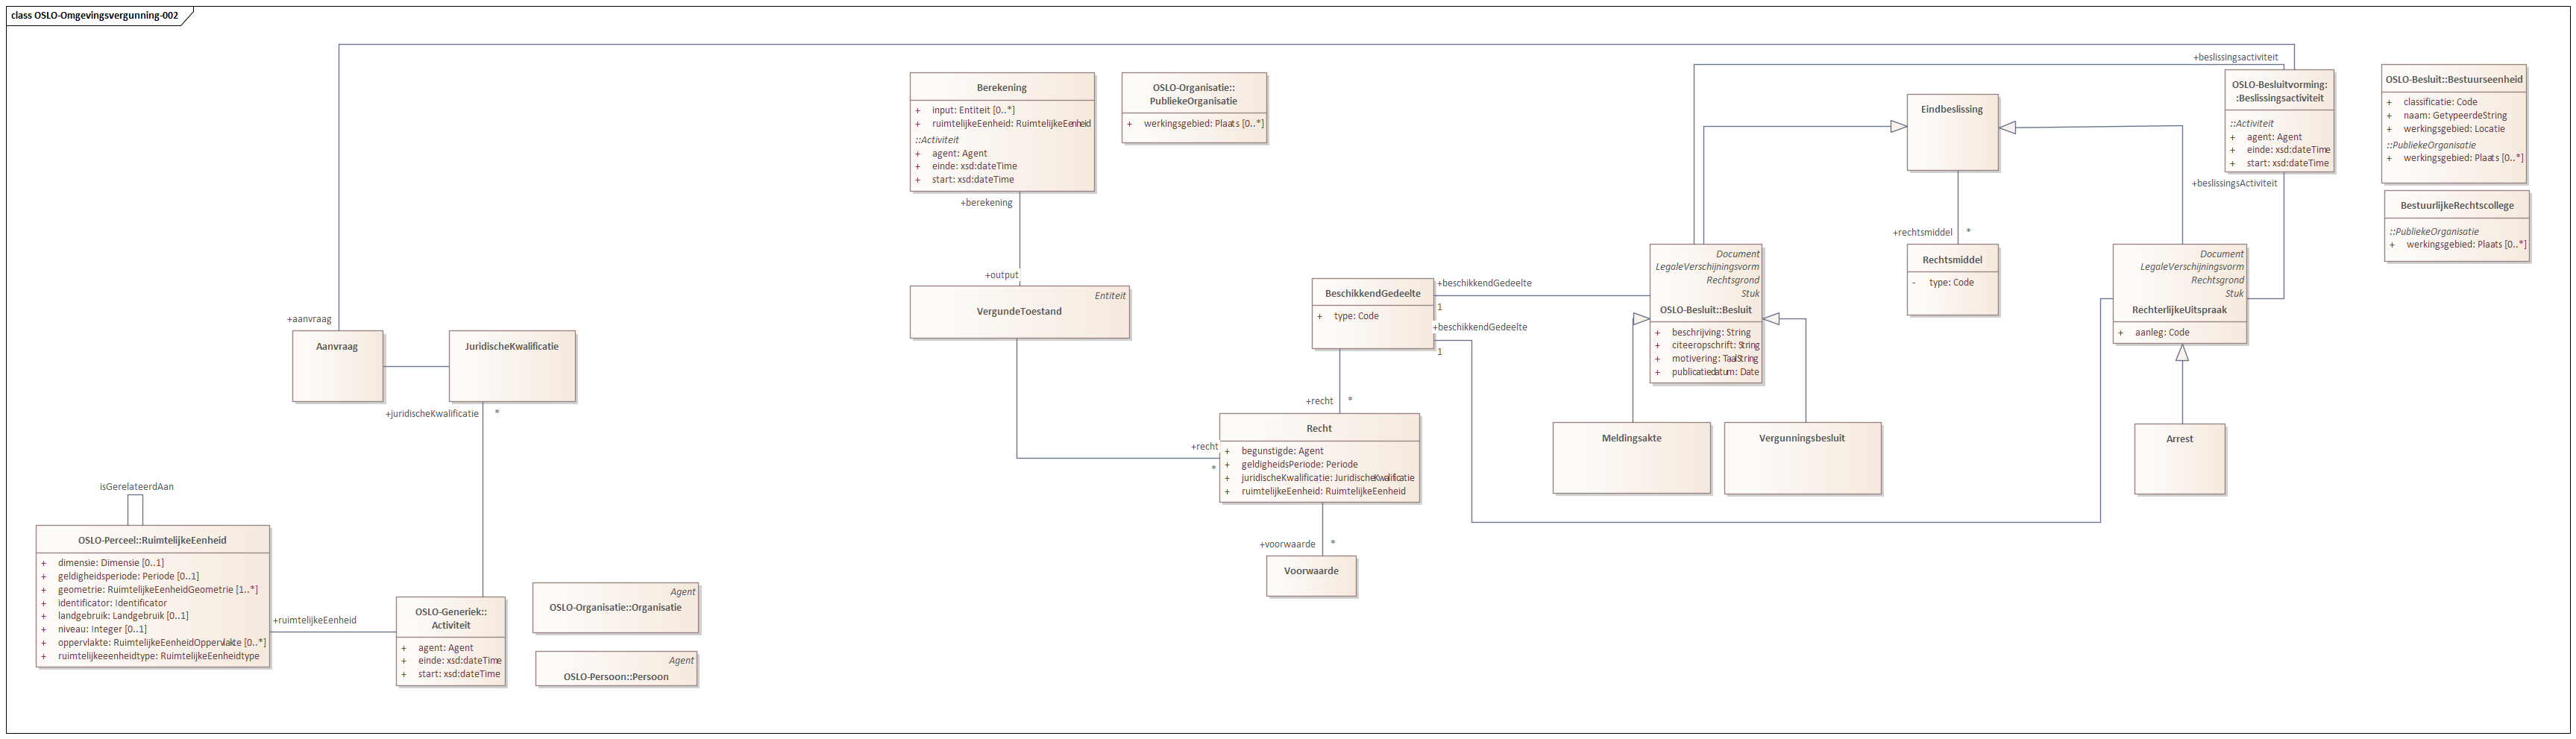 class OSLO-Omgevingsvergunning-002
+beslissingsactiviteit
Berekening
+ input: Entiteit [0..*]
+ ruimtelijkeEenheid: RuimtelijkeEenheid
::Activiteit
+ agent: Agent
+ einde: xsd:dateTime
+ start: xsd:dateTime
OSLO-Organisatie::
PubliekeOrganisatie
+ werkingsgebied: Plaats [0..*]
Eindbeslissing
OSLO-Besluitvorming:
:Beslissingsactiviteit
::Activiteit
+ agent: Agent
+ einde: xsd:dateTime
+ start: xsd:dateTime
OSLO-Besluit::Bestuurseenheid
+ classificatie: Code
+ naam: GetypeerdeString
+ werkingsgebied: Locatie
::PubliekeOrganisatie
+ werkingsgebied: Plaats [0..*]
+beslissingsActiviteit
BestuurlijkeRechtscollege
::PubliekeOrganisatie
+ werkingsgebied: Plaats [0..*]
+berekening
+output
+rechtsmiddel *
Rechtsmiddel
- type: Code
Entiteit
VergundeToestand
BeschikkendGedeelte
+ type: Code
+beschikkendGedeelte
1
+beschikkendGedeelte
1
Document
LegaleVerschijningsvorm
Rechtsgrond
Stuk
OSLO-Besluit::Besluit
+ beschrijving: String
+ citeeropschrift: String
+ motivering: TaalString
+ publicatiedatum: Date
Document
LegaleVerschijningsvorm
Rechtsgrond
Stuk
RechterlijkeUitspraak
+ aanleg: Code
+aanvraag
Aanvraag
JuridischeKwalificatie
+juridischeKwalificatie *
+recht *
+recht
*
Recht
+ begunstigde: Agent
+ geldigheidsPeriode: Periode
+ juridischeKwalificatie: JuridischeKwalificatie
+ ruimtelijkeEenheid: RuimtelijkeEenheid
Meldingsakte
Vergunningsbesluit
Arrest
+voorwaarde *
Voorwaarde
isGerelateerdAan
OSLO-Perceel::RuimtelijkeEenheid
+ dimensie: Dimensie [0..1]
+ geldigheidsperiode: Periode [0..1]
+ geometrie: RuimtelijkeEenheidGeometrie [1..*]
+ identificator: Identificator
+ landgebruik: Landgebruik [0..1]
+ niveau: Integer [0..1]
+ oppervlakte: RuimtelijkeEenheidOppervlakte [0..*]
+ ruimtelijkeeenheidtype: RuimtelijkeEenheidtype
+ruimtelijkeEenheid
OSLO-Generiek::
Activiteit
+ agent: Agent
+ einde: xsd:dateTime
+ start: xsd:dateTime
Agent
OSLO-Organisatie::Organisatie
Agent
OSLO-Persoon::Persoon